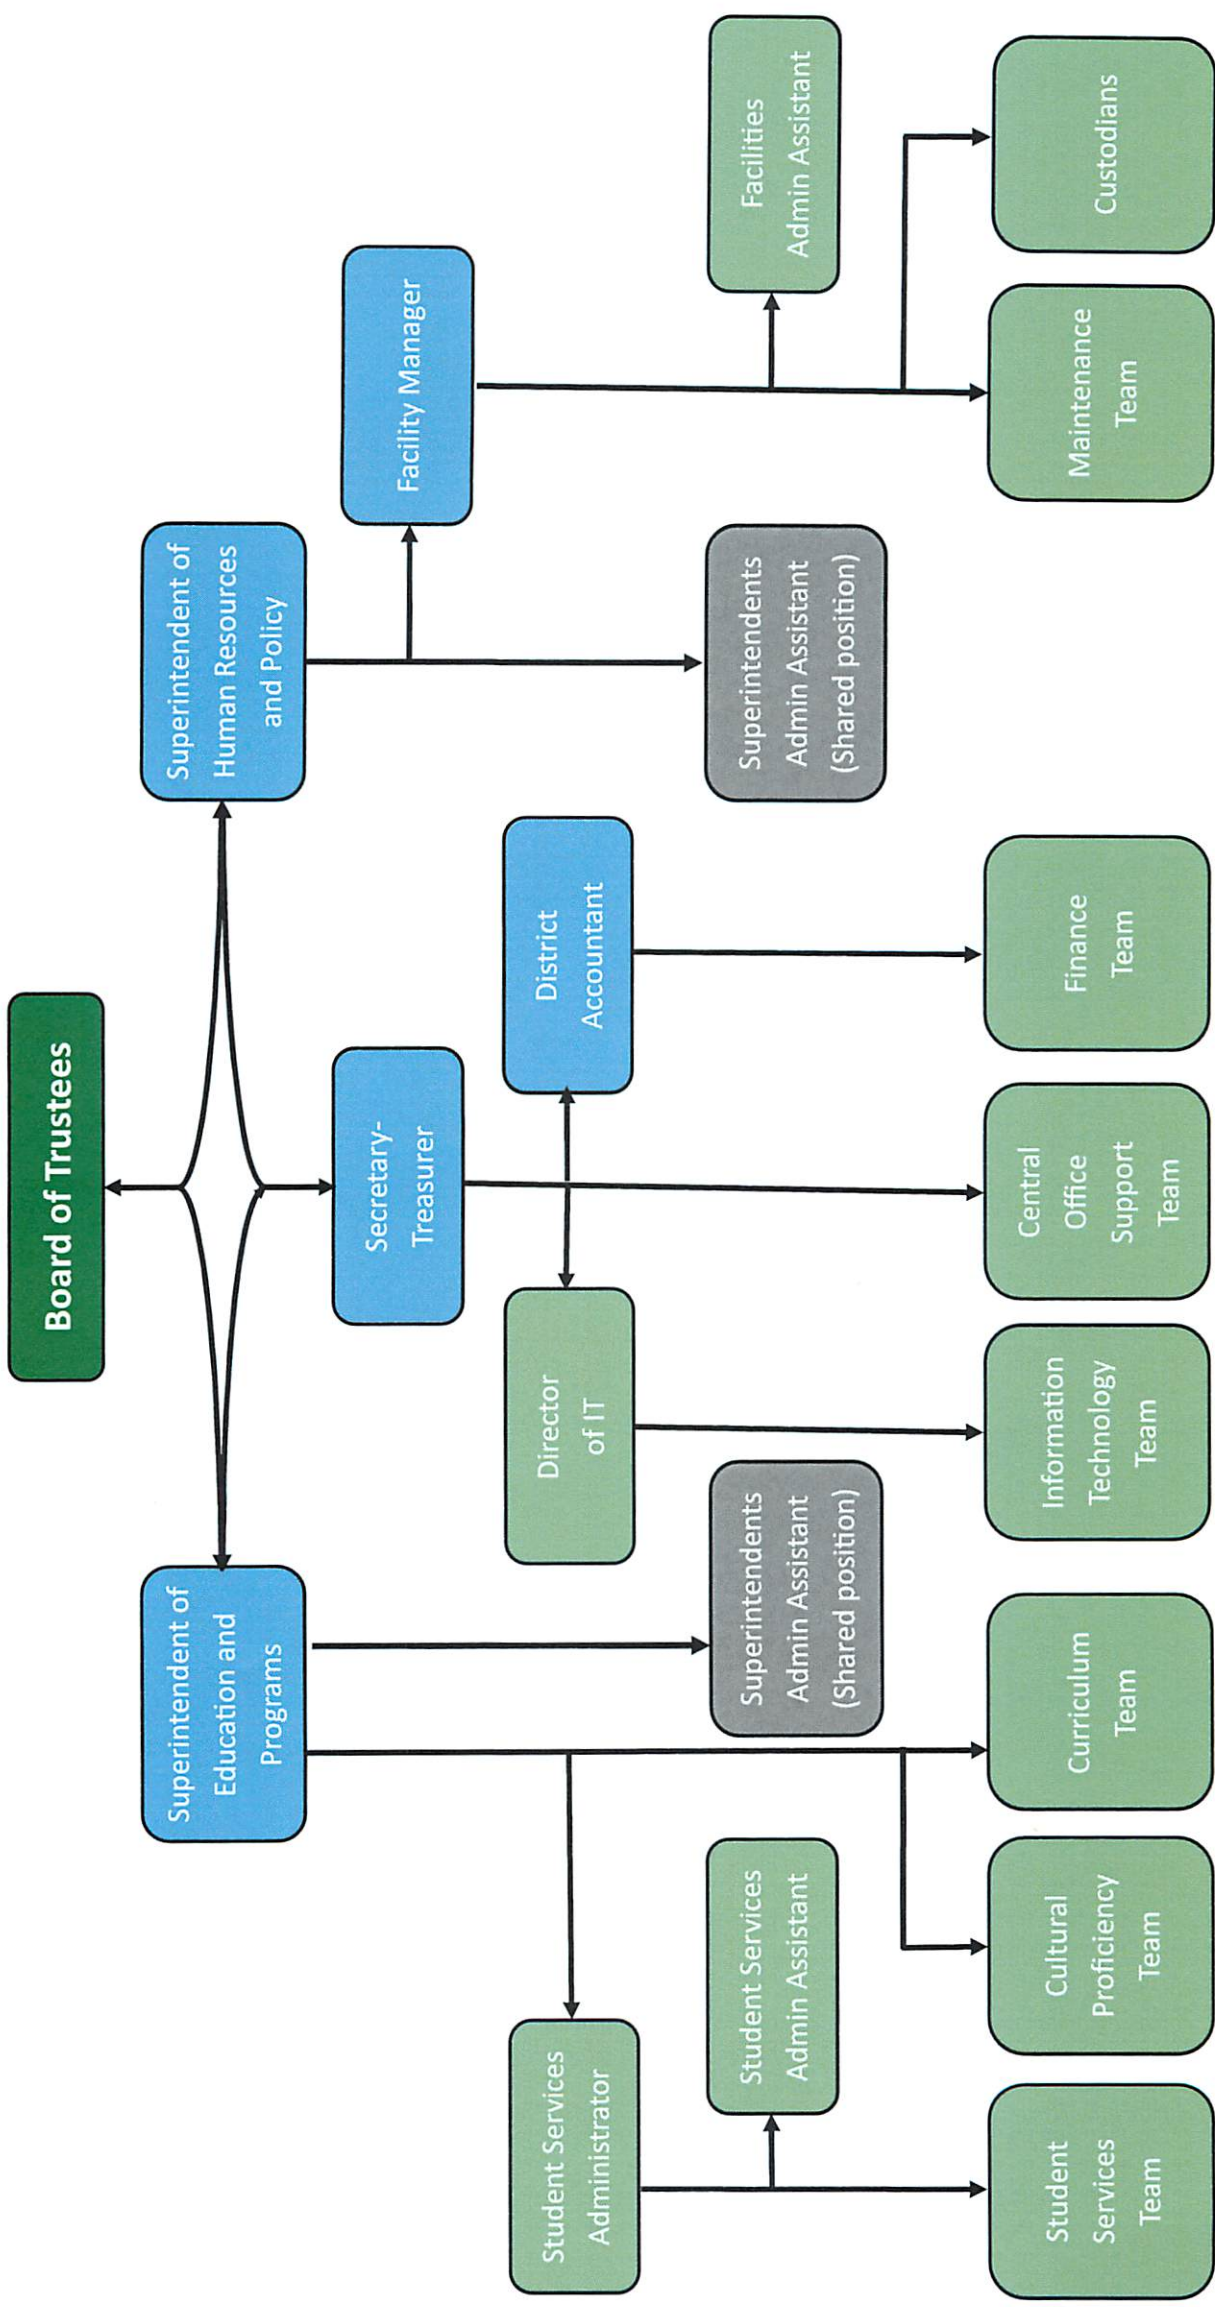 Board of Trustees
Superintendent of
Education and
Programs
Superintendent of
Human Resources
and Policy
Secretary-
Treasurer
Facility Manager
Student Services
Administrator
Director
of IT
District
Accountant
Student Services
Admin Assistant
Superintendents
Admin Assistant
(Shared position)
Superintendents
Admin Assistant
(Shared position)
Facilities
Admin Assistant
Student
Services
Team
Cultural
Proficiency
Team
Curriculum
Team
Information
Technology
Team
Central
Office
Support
Team
Finance
Team
Maintenance
Team
Custodians